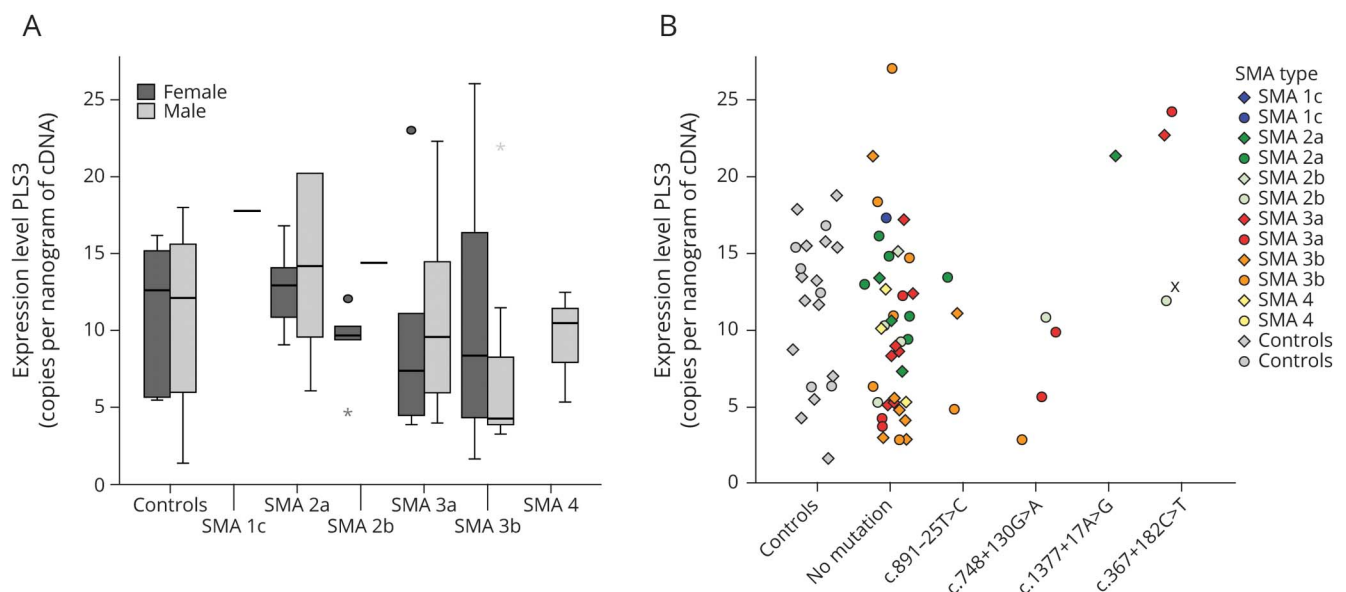 A
Expression level PLS3
(copies per nanogram of cDNA)
25
20
15
10
5
0
Female
Male
*
*
Controls
SMA 1c
SMA 2a
SMA 2b
SMA 3a
SMA 3b
SMA 4
B
Expression level PLS3
(copies per nanogram of cDNA)
25
20
15
10
5
0
x
Controls
No mutation
c.891–25T>C
c.748+130G>A
c.1377+17A>G
c.367+182C>T
SMA type
SMA 1c
SMA 1c
SMA 2a
SMA 2a
SMA 2b
SMA 2b
SMA 3a
SMA 3a
SMA 3b
SMA 3b
SMA 4
SMA 4
Controls
Controls